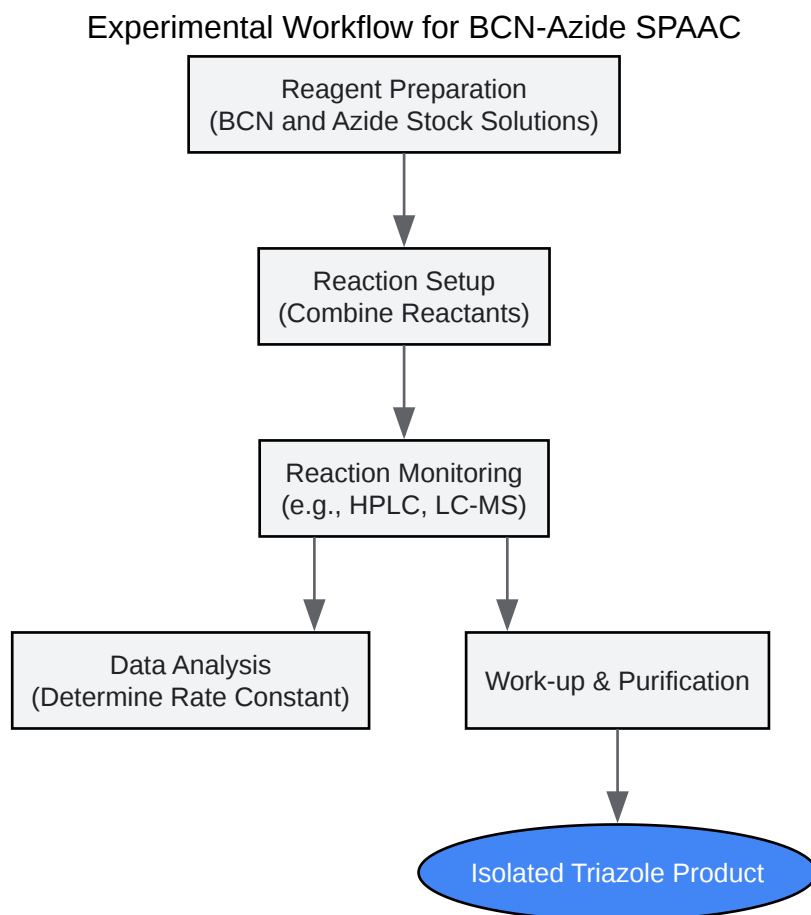 Experimental Workflow for BCN-Azide SPAAC
Reagent Preparation
(BCN and Azide Stock Solutions)
Reaction Setup
(Combine Reactants)
Reaction Monitoring
(e.g., HPLC, LC-MS)
Data Analysis
(Determine Rate Constant)
Work-up & Purification
Isolated Triazole Product